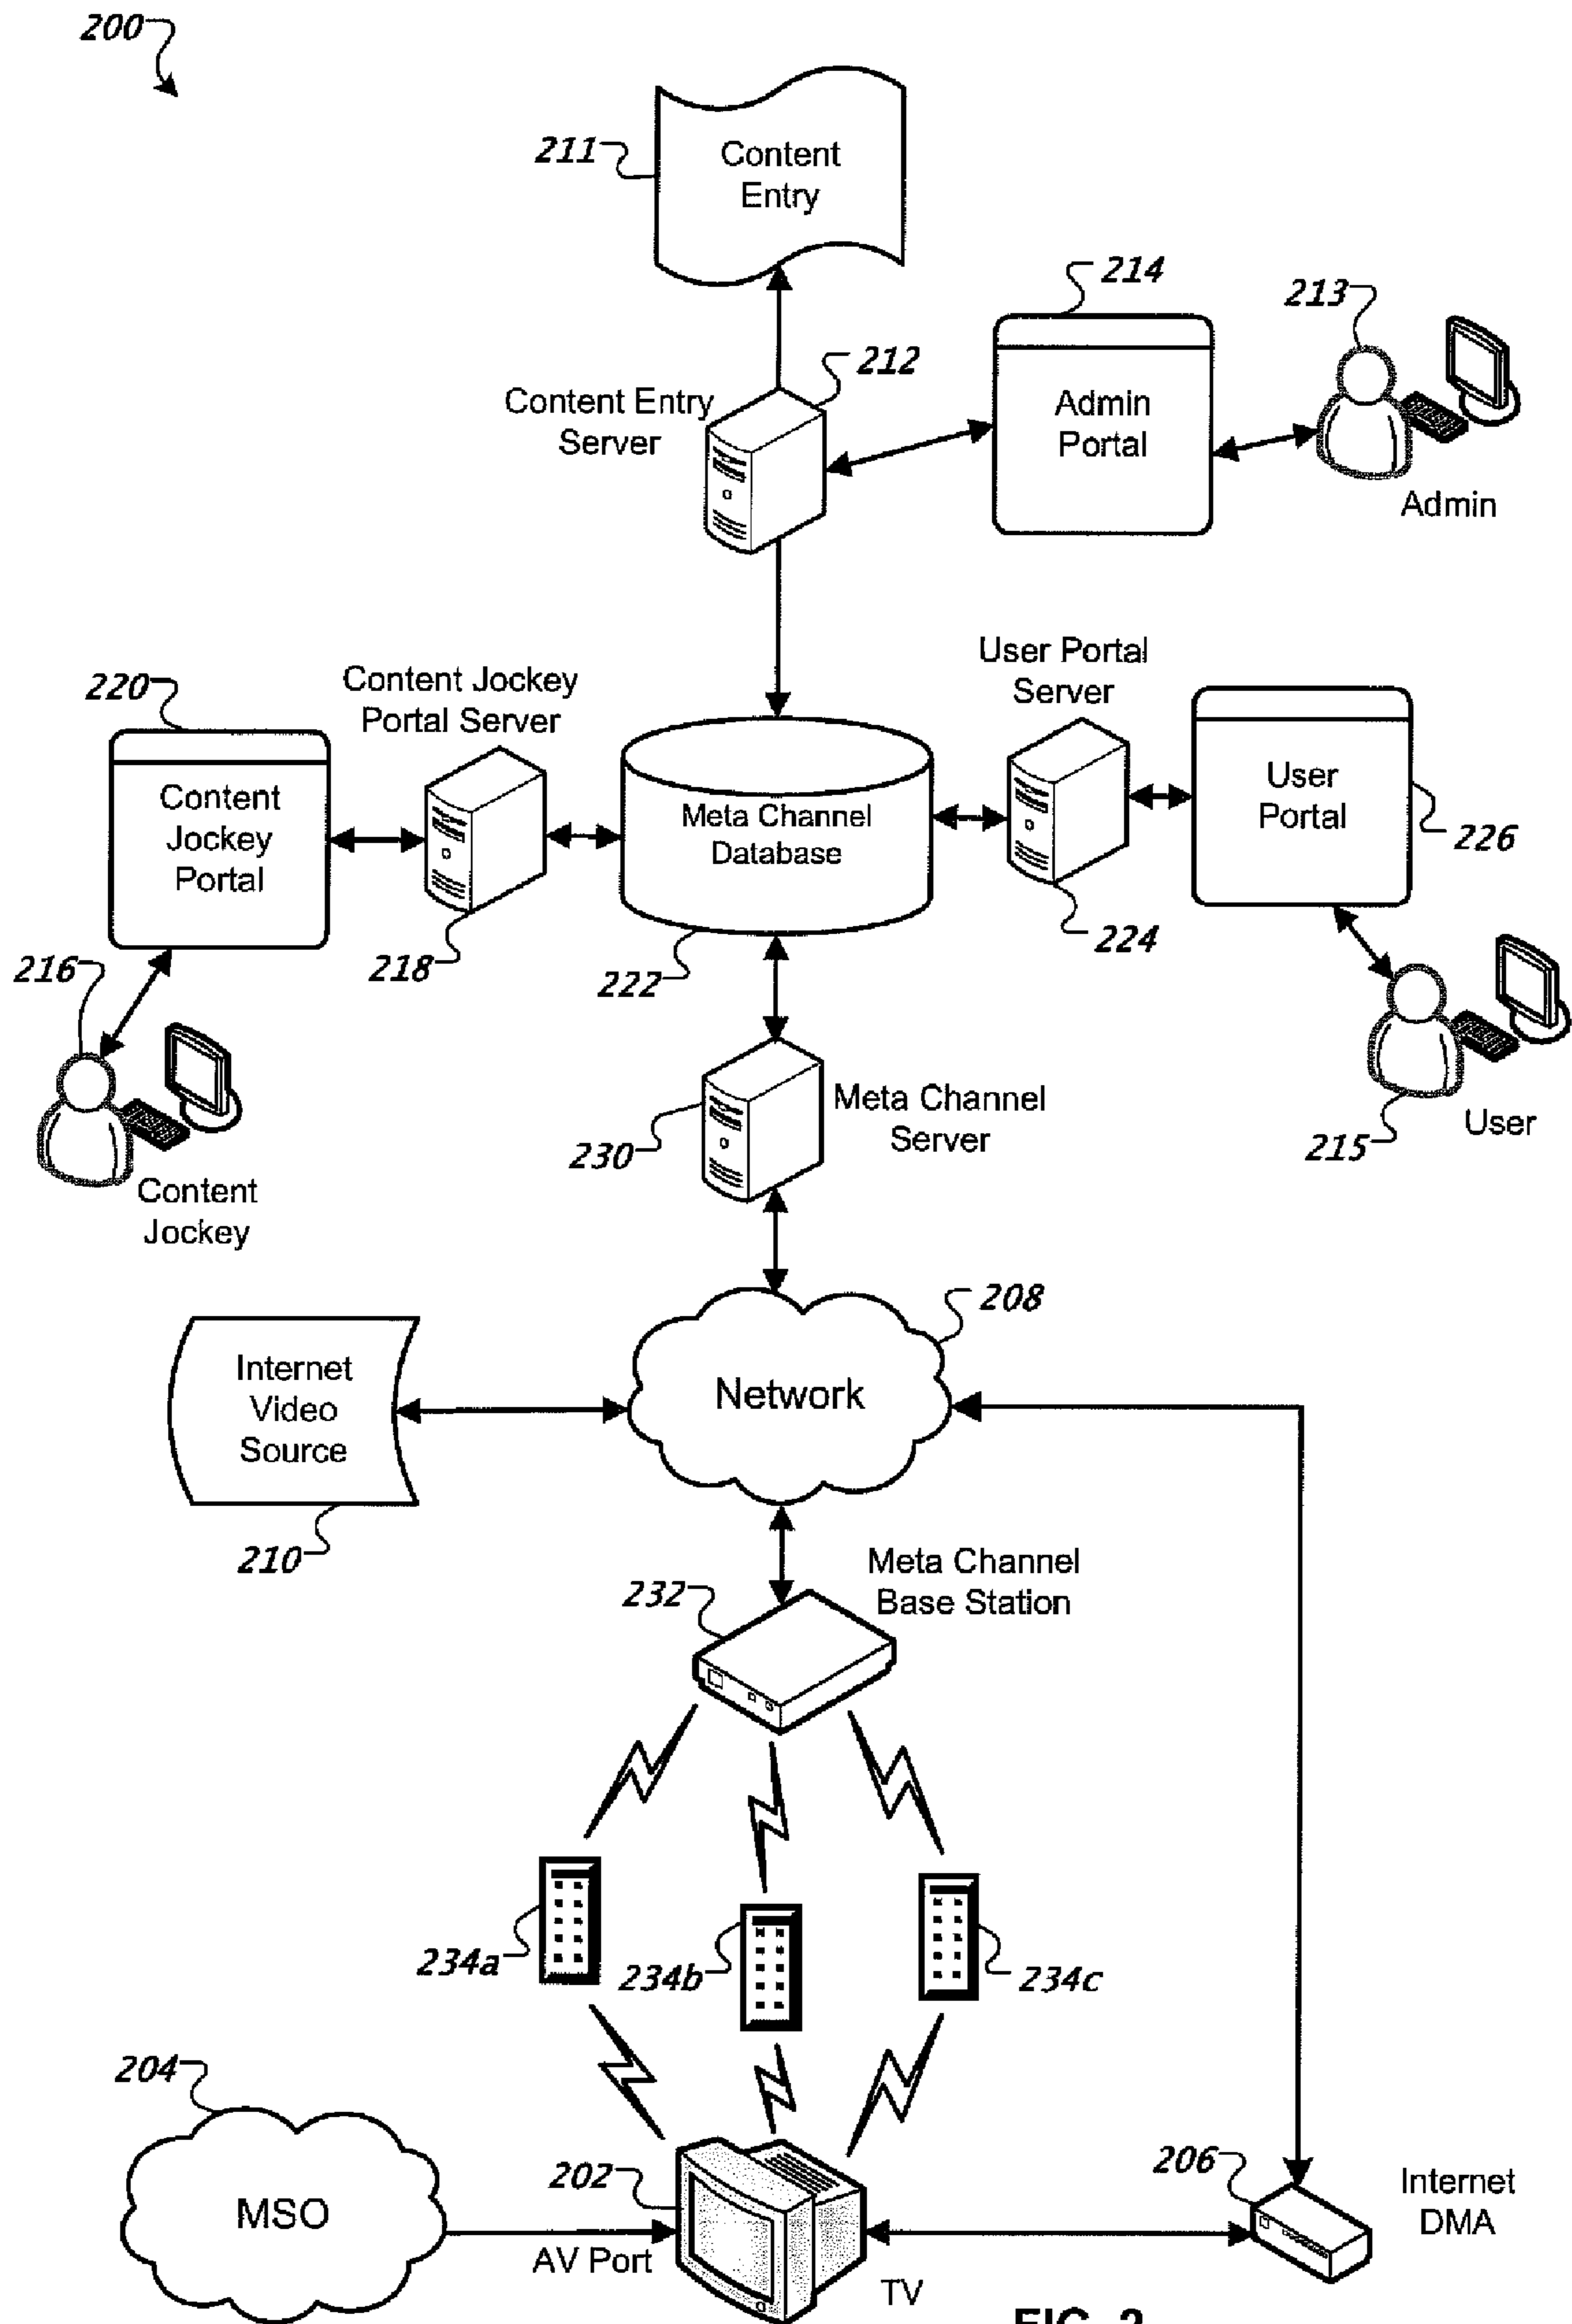 200
211
Content
Entry
214
213
212
Content Entry
Server
Admin
Portal
Admin
220
Content Jockey
Portal Server
User Portal
Server
Content
Jockey
Portal
Meta Channel
Database
User
Portal
226
216
218
222
224
Content
Jockey
230
Meta Channel
Server
215
User
208
Internet
Video
Source
Network
210
Meta Channel
Base Station
232
234a
234b
234c
204
MSO
AV Port
202
TV
206
Internet
DMA
FIG. 2